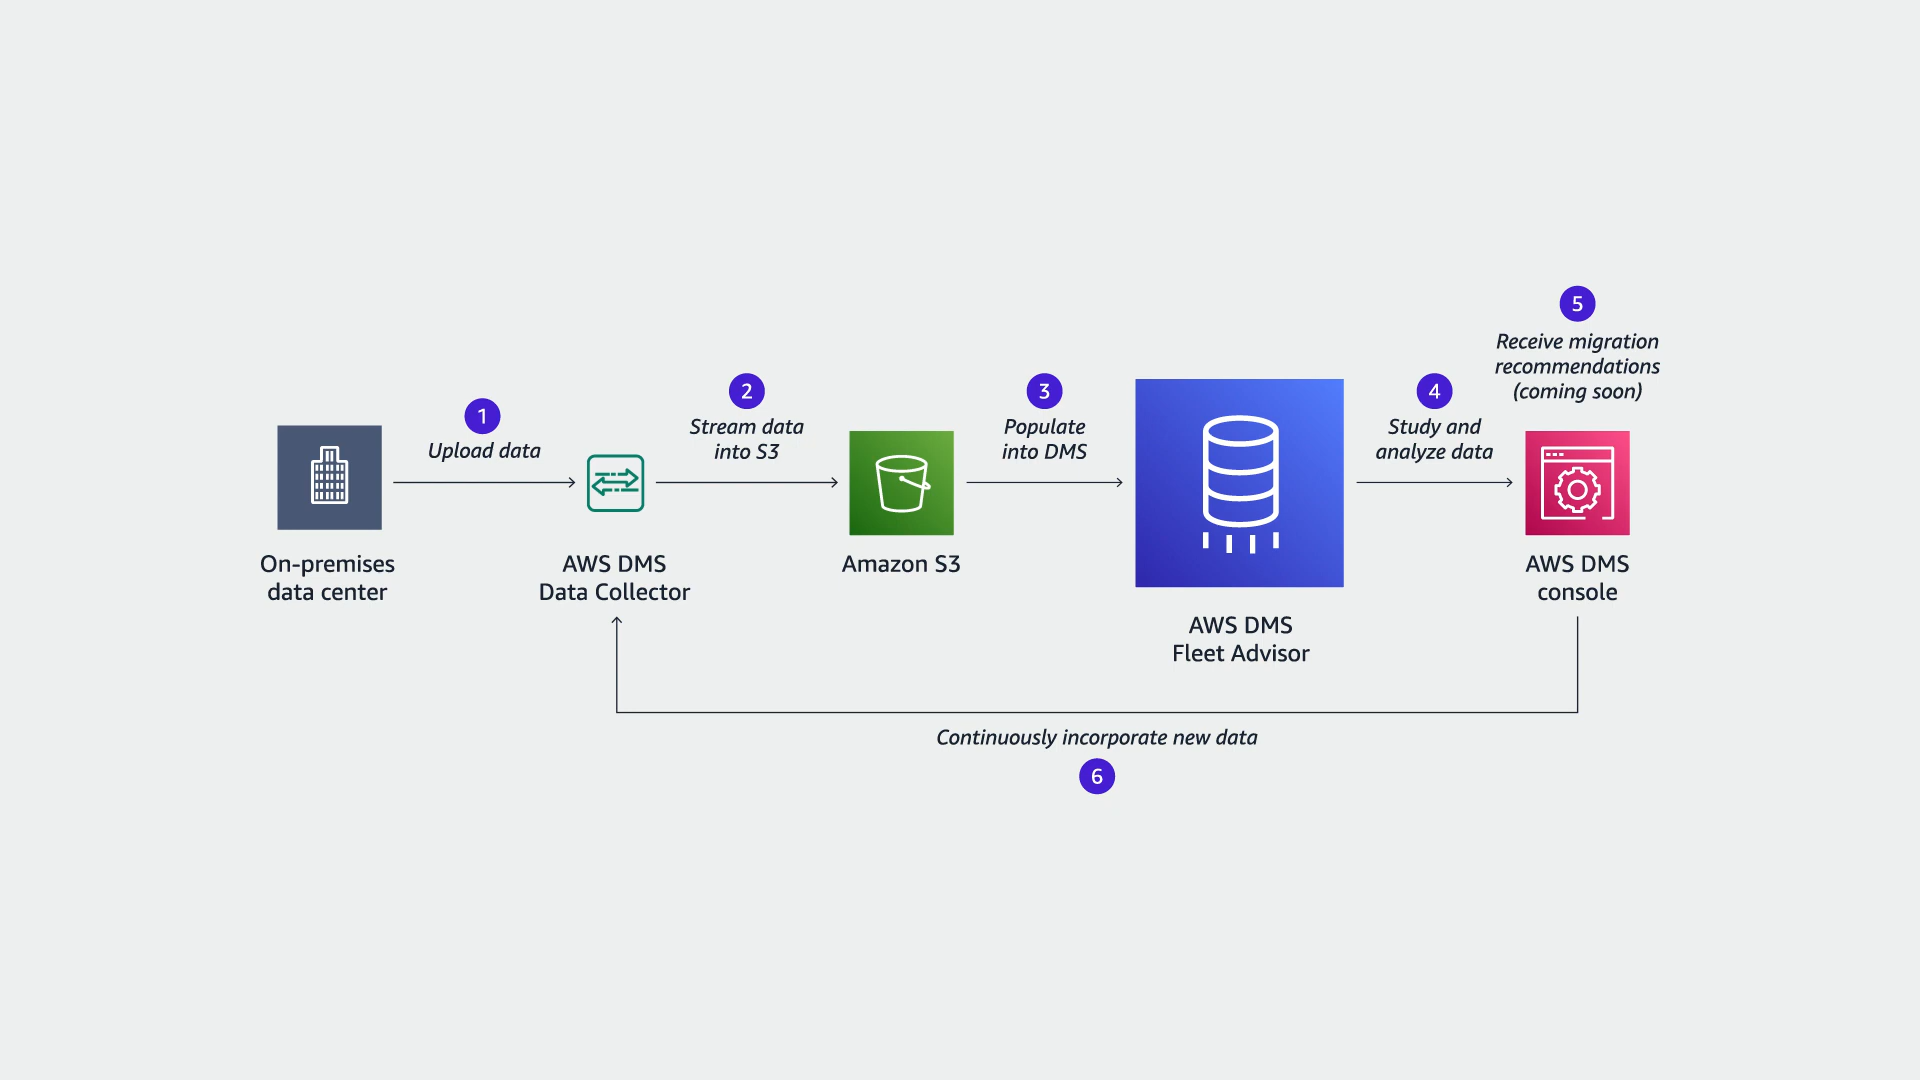 1
Upload data
2
Stream data
into S3
3
Populate
into DMS
4
Study and
analyze data
5
Receive migration
recommendations
(coming soon)
On-premises
data center
AWS DMS
Data Collector
Amazon S3
AWS DMS
Fleet Advisor
AWS DMS
console
Continuously incorporate new data
6